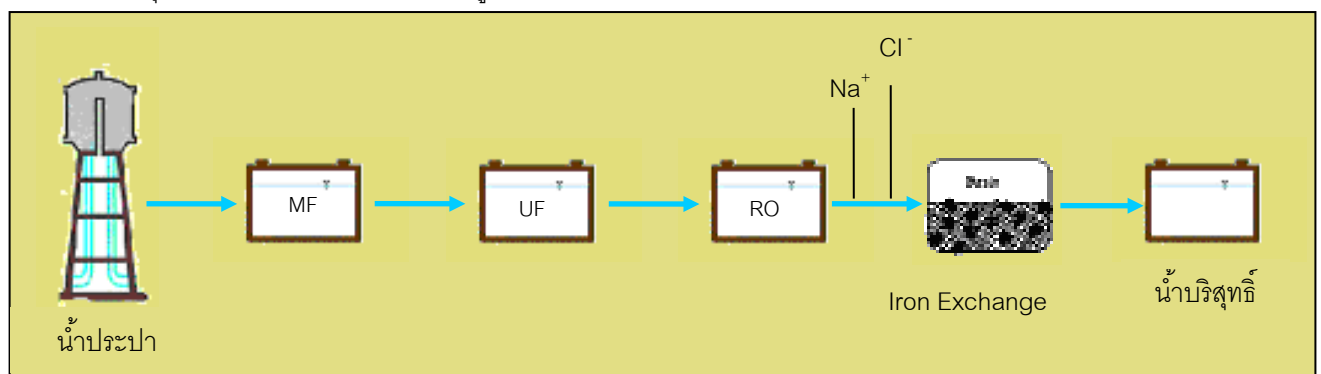 Cl⁻
Na⁺
MF
UF
RO
Resin
Iron Exchange
น้ำบริสุทธิ์
น้ำประปา